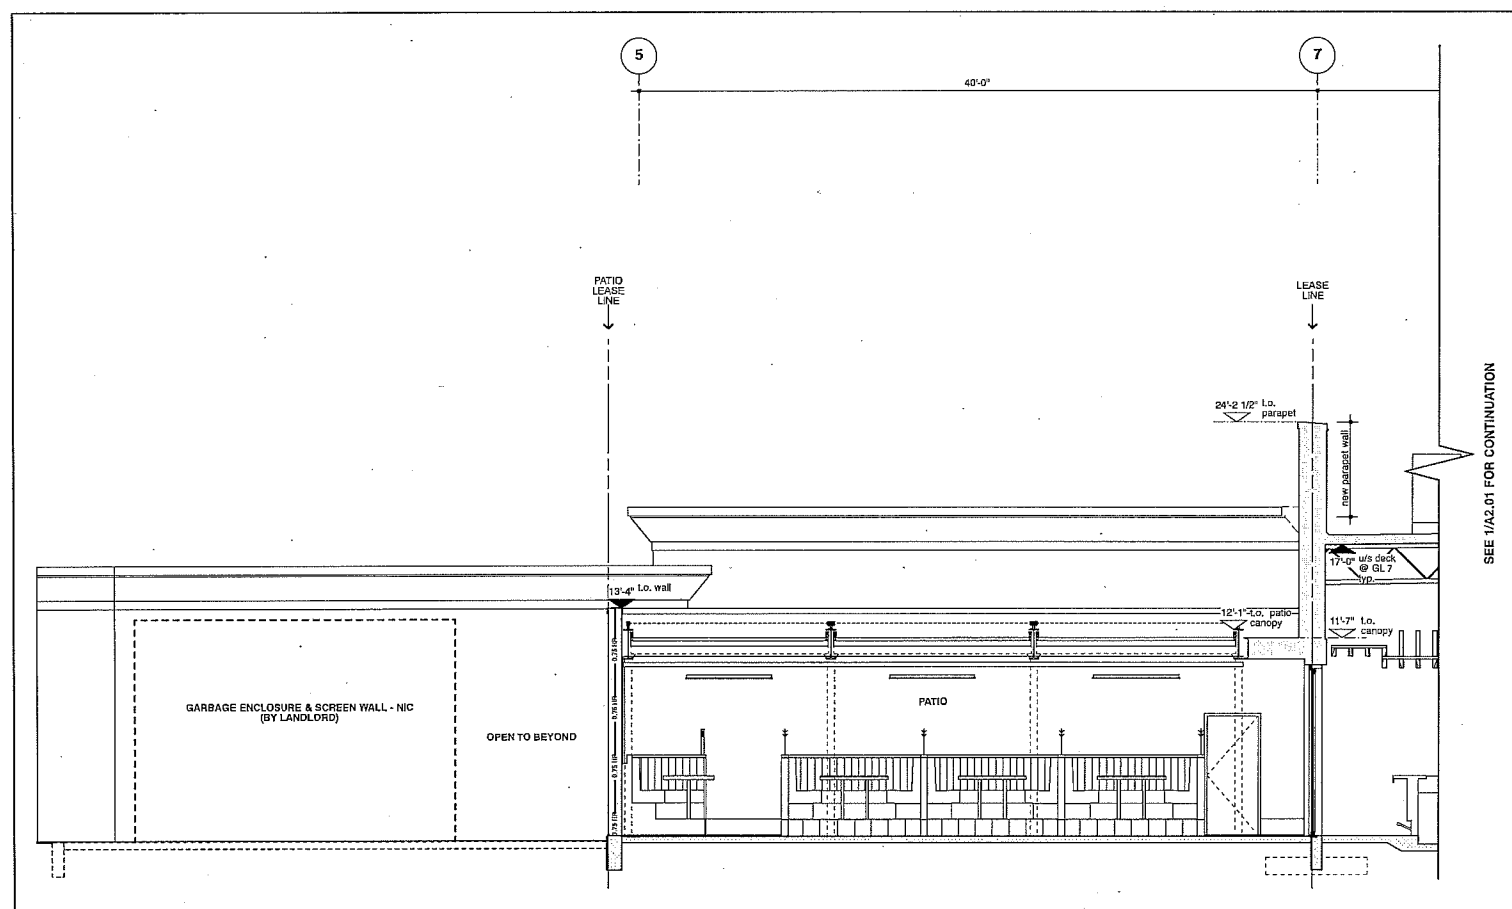 5
7
40'-0"
PATIO
LEASE
LINE
LEASE
LINE
24'-2 1/2" t.o.
parapet
new parapet wall
SEE 1/A2.01 FOR CONTINUATION
17'-0" u/s deck
@ GL 7
typ.
13'-4" t.o. wall
12'-1" t.o. patio
canopy
11'-7" t.o.
canopy
PATIO
GARBAGE ENCLOSURE & SCREEN WALL - NIC
(BY LANDLORD)
OPEN TO BEYOND